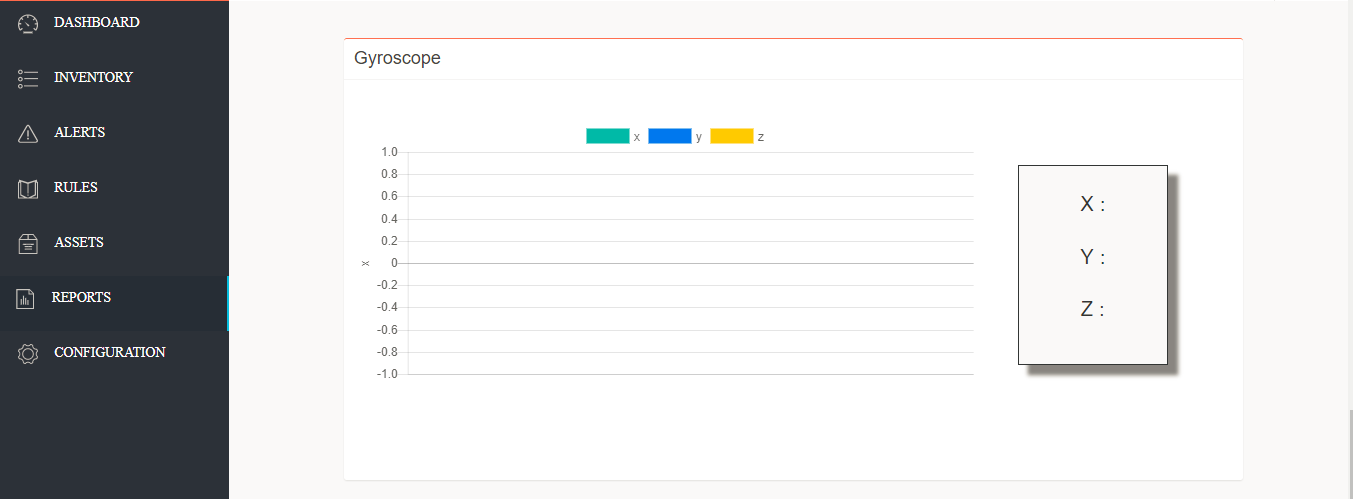 DASHBOARD
INVENTORY
ALERTS
RULES
ASSETS
REPORTS
CONFIGURATION
Gyroscope
x y z
1.0
0.8
0.6
0.4
0.2
0
-0.2
-0.4
-0.6
-0.8
-1.0
x
X :
Y :
Z :